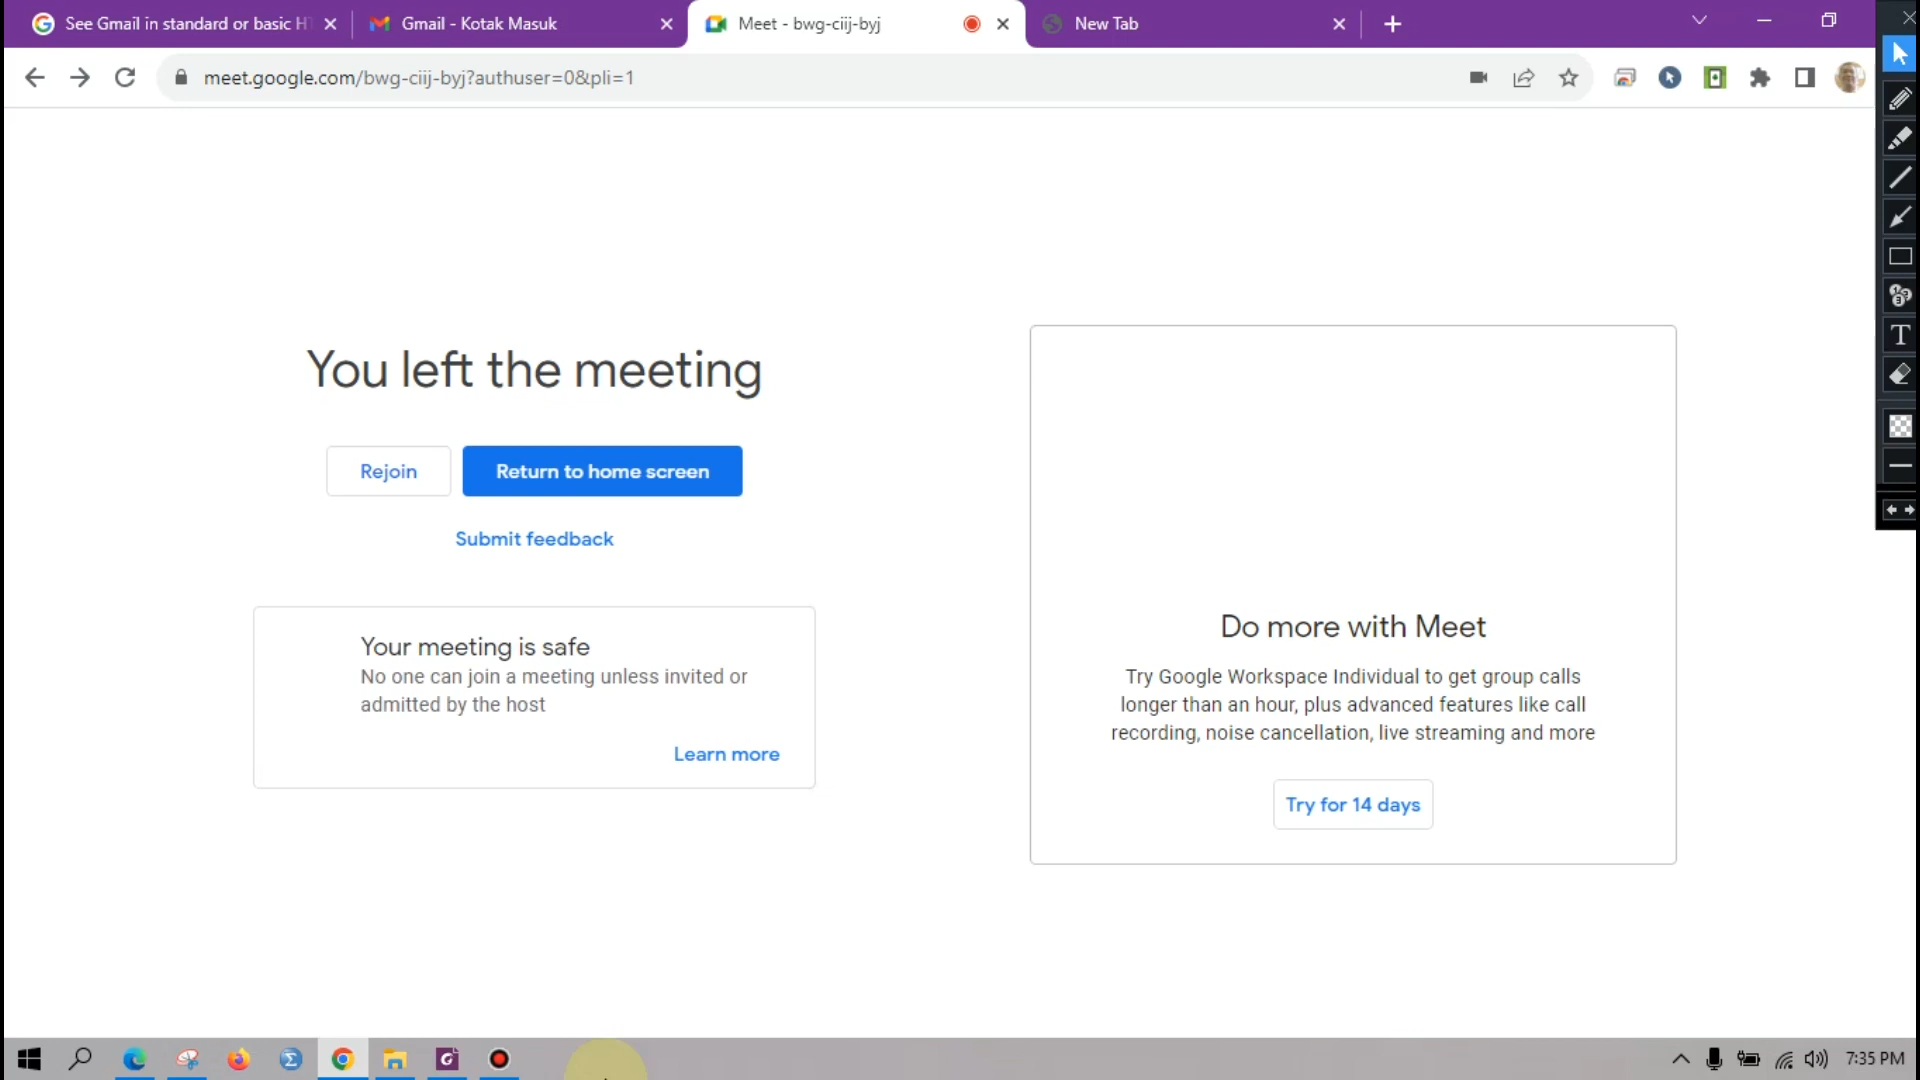 See Gmail in standard or basic H
Gmail - Kotak Masuk
Meet - bwg-ciij-byj
New Tab
meet.google.com/bwg-ciij-byj?authuser=0&pli=1
You left the meeting
Rejoin
Return to home screen
Submit feedback
Your meeting is safe
No one can join a meeting unless invited or
admitted by the host
Learn more
Do more with Meet
Try Google Workspace Individual to get group calls
longer than an hour, plus advanced features like call
recording, noise cancellation, live streaming and more
Try for 14 days
7:35 PM